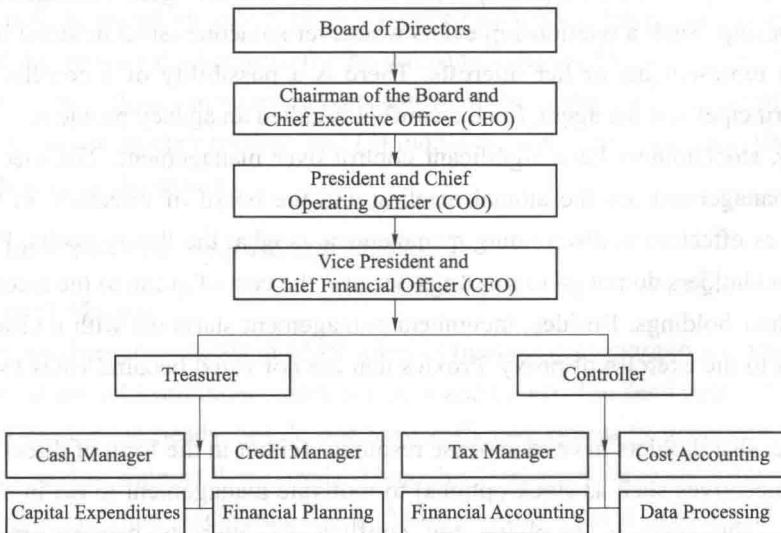 Board of Directors
Chairman of the Board and
Chief Executive Officer (CEO)
President and Chief
Operating Officer (COO)
Vice President and
Chief Financial Officer (CFO)
Treasurer
Controller
Cash Manager
Credit Manager
Tax Manager
Cost Accounting
Capital Expenditures
Financial Planning
Financial Accounting
Data Processing